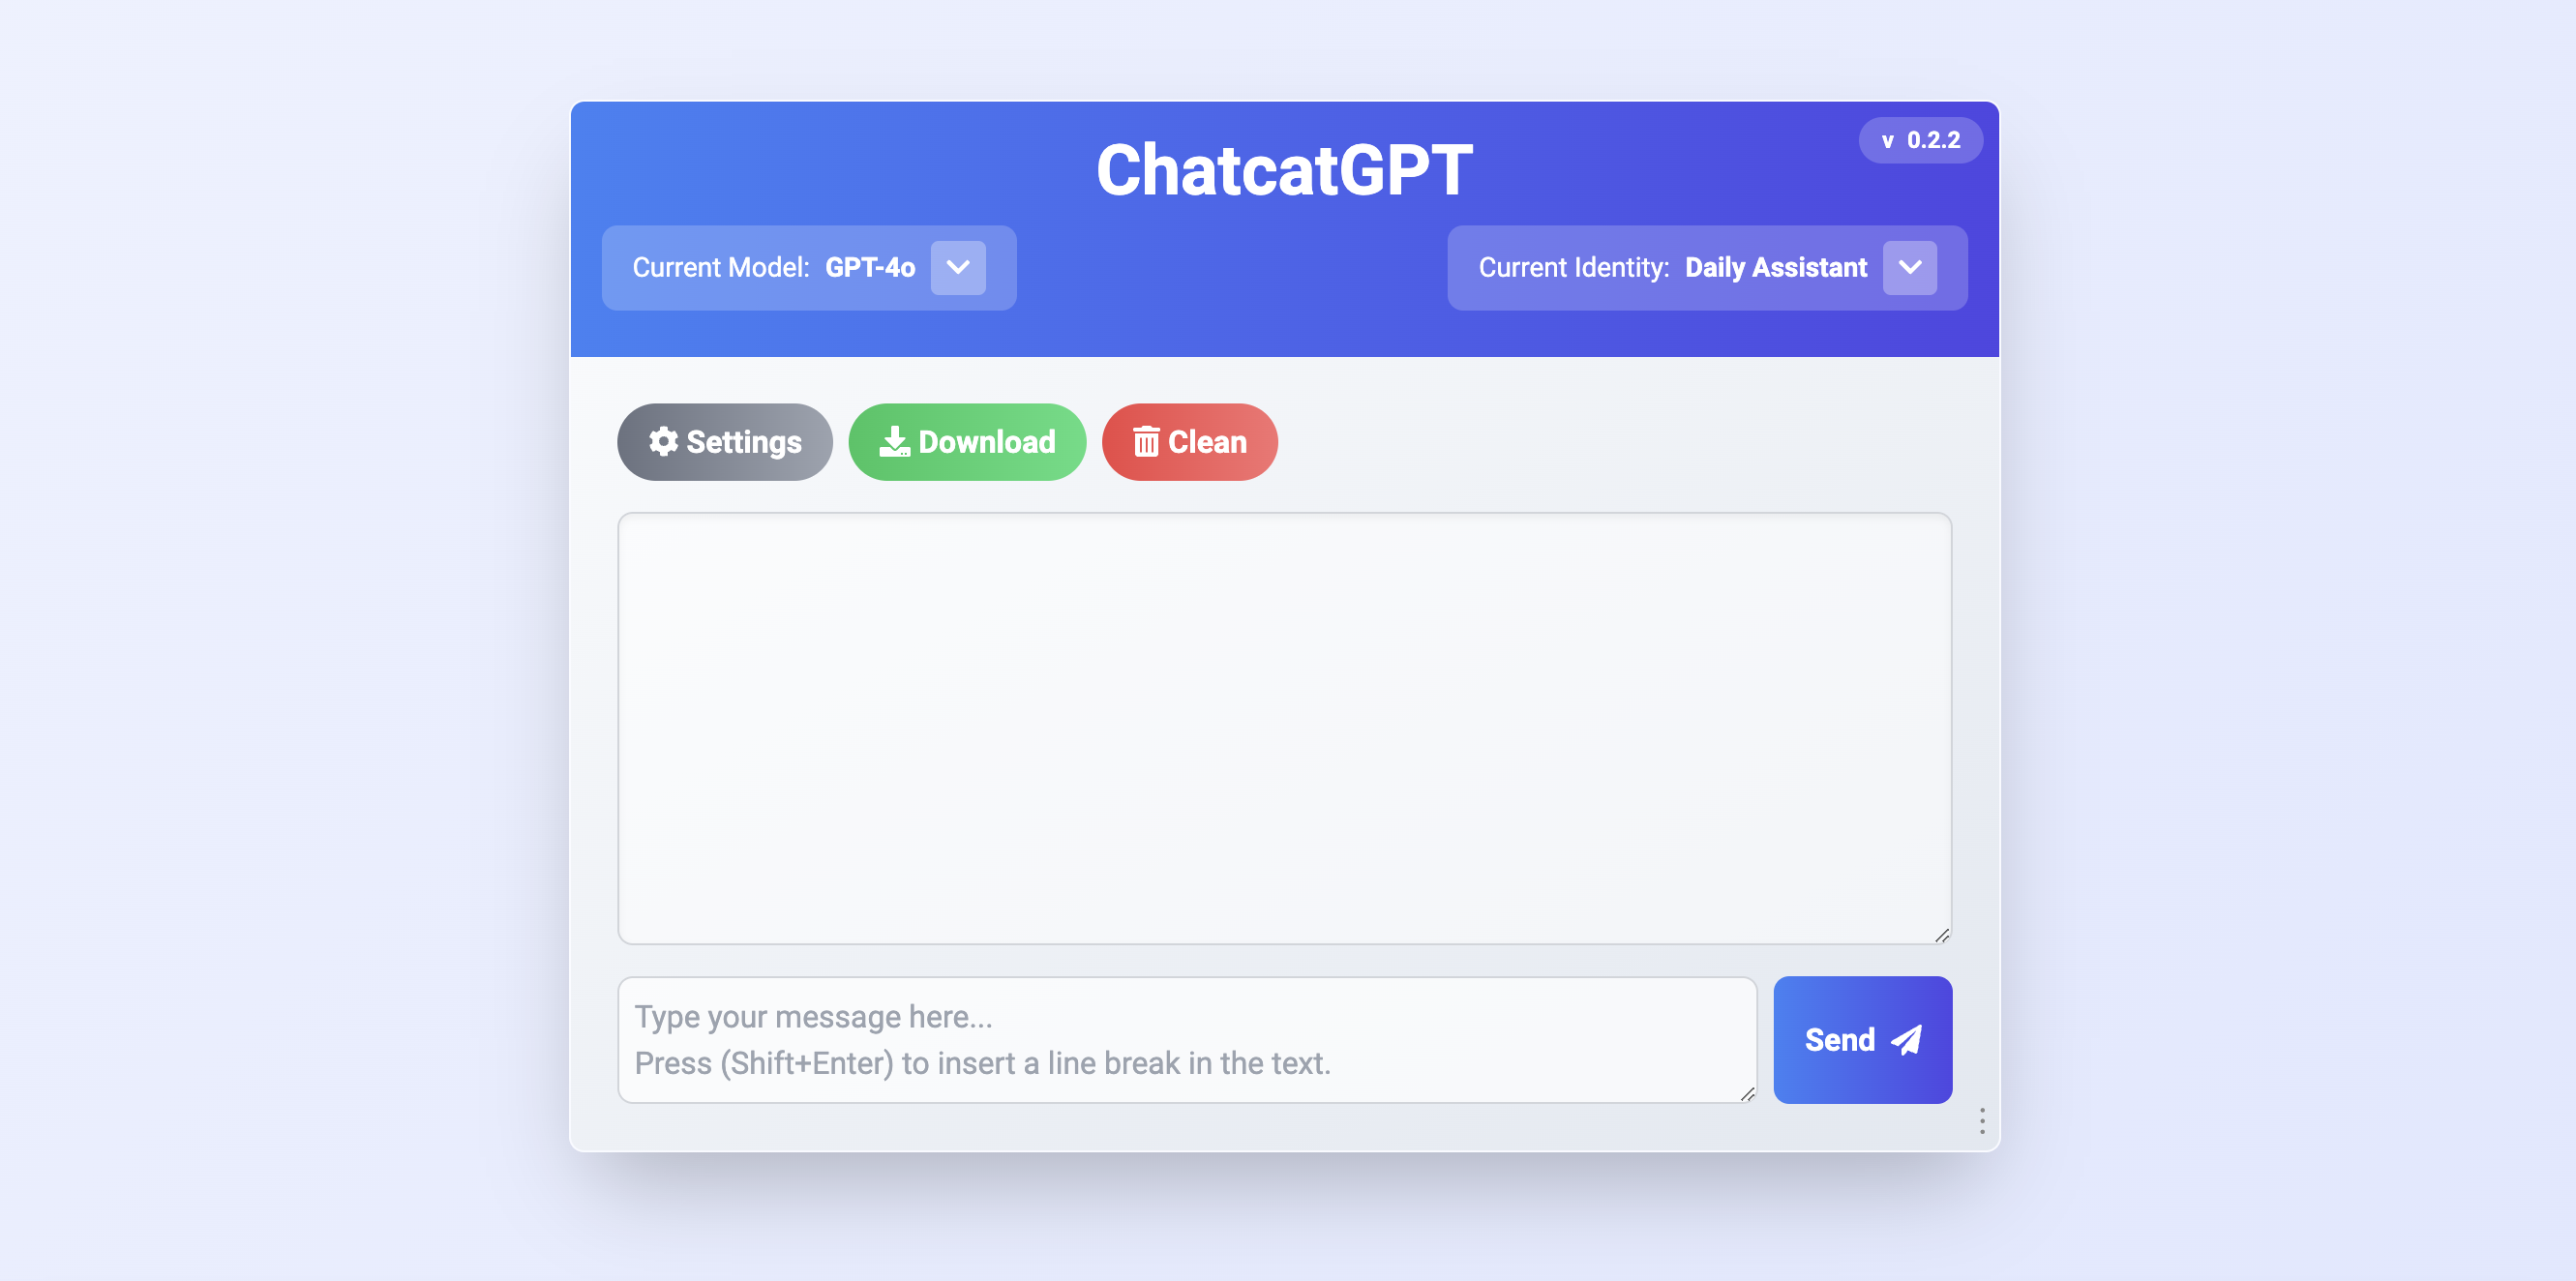 ChatcatGPT
v 0.2.2
Current Model: GPT-4o
Current Identity: Daily Assistant
Settings
Download
Clean
Type your message here...
Press (Shift+Enter) to insert a line break in the text.
Send